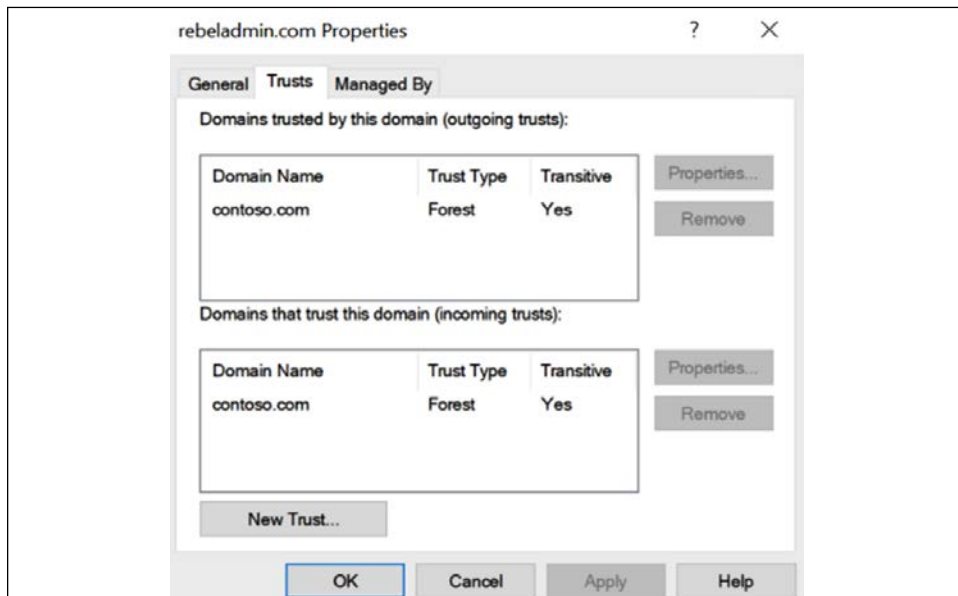 rebeladmin.com Properties ?
General Trusts Managed By
Domains trusted by this domain (outgoing trusts):
Domain Name Trust Type Transitive
contoso.com Forest Yes
Properties...
Remove
Domains that trust this domain (incoming trusts):
Domain Name Trust Type Transitive
contoso.com Forest Yes
Properties...
Remove
New Trust...
OK Cancel Apply Help